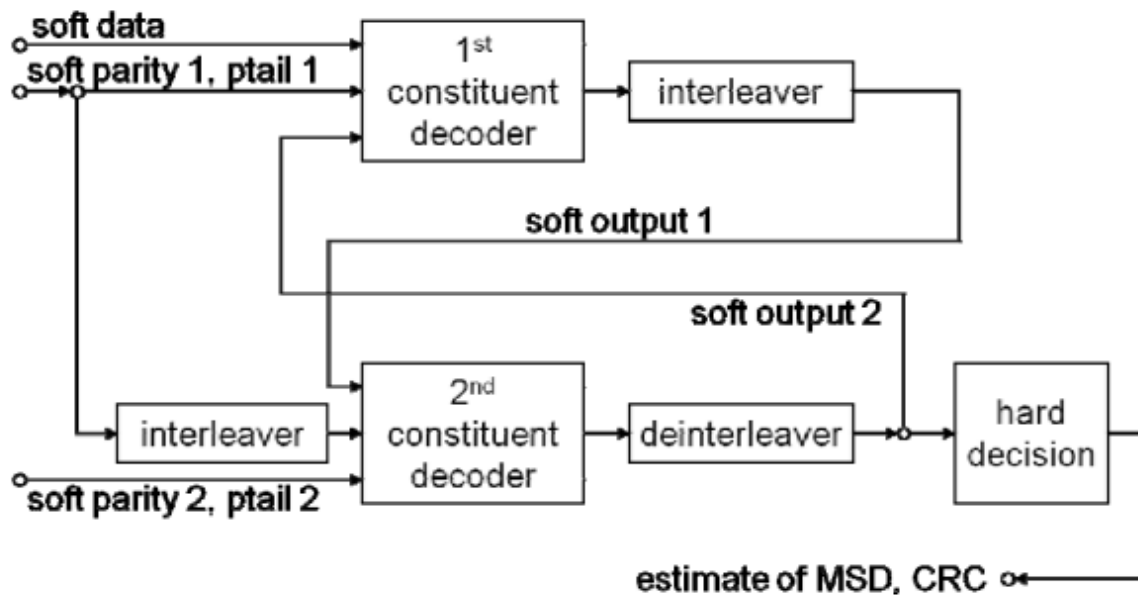 soft data
soft parity 1, ptail 1
1st
constituent
decoder
interleaver
soft output 1
soft output 2
interleaver
2nd
constituent
decoder
deinterleaver
hard
decision
soft parity 2, ptail 2
estimate of MSD, CRC